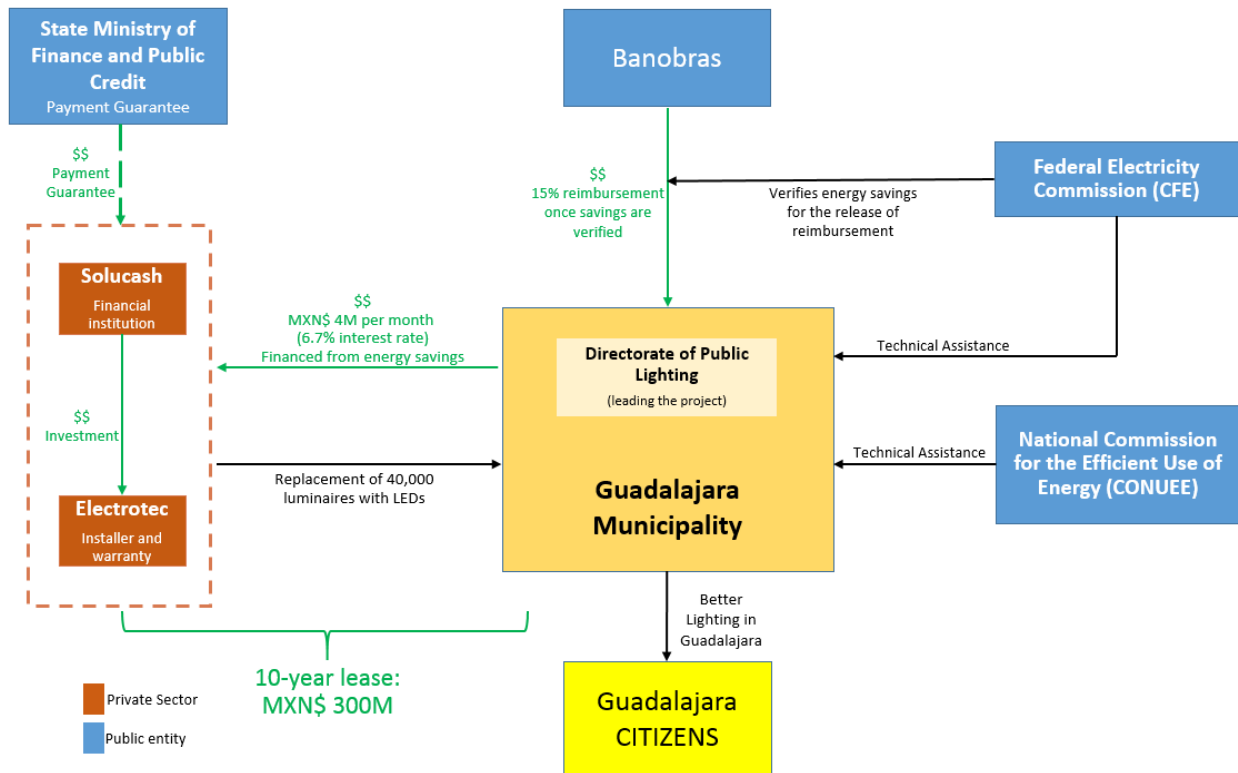 State Ministry of
Finance and Public
Credit
Payment Guarantee
Banobras
$$
Payment
Guarantee
$$
15% reimbursement
once savings are
verified
Verifies energy savings
for the release of
reimbursement
Federal Electricity
Commission (CFE)
Solucash
Financial
institution
$$
MXN$ 4M per month
(6.7% interest rate)
Financed from energy savings
Directorate of Public
Lighting
(leading the project)
Technical Assistance
$$
Investment
Replacement of 40,000
luminaires with LEDs
Guadalajara
Municipality
Technical Assistance
National Commission
for the Efficient Use of
Energy (CONUEE)
Electrotec
Installer and
warranty
Better
Lighting in
Guadalajara
10-year lease:
MXN$ 300M
Guadalajara
CITIZENS
Private Sector
Public entity